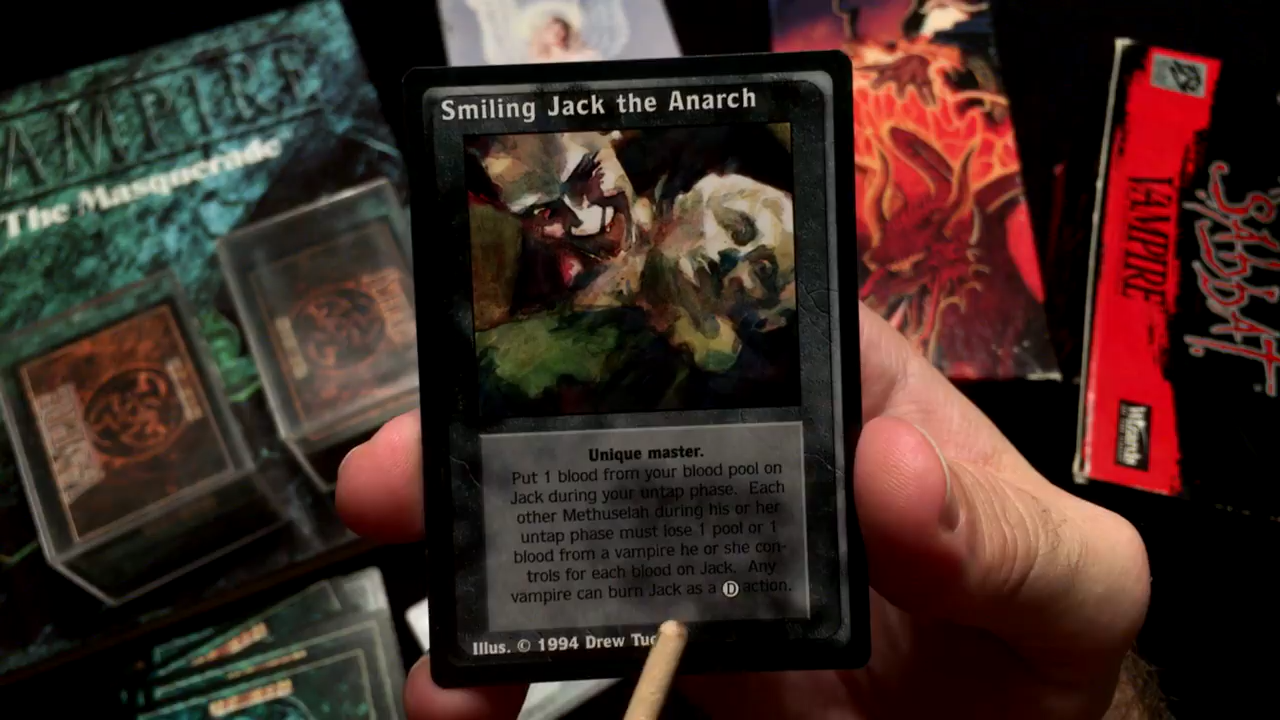 Smiling Jack the Anarch
Unique master.
Put 1 blood from your blood pool on
Jack during your untap phase. Each
other Methuselah during his or her
untap phase must lose 1 pool or 1
blood from a vampire he or she con-
trols for each blood on Jack. Any
vampire can burn Jack as a D action.
Illus. © 1994 Drew
AMPIRE
The Masquerade
VAMPIRE
SABBAT
Wizards